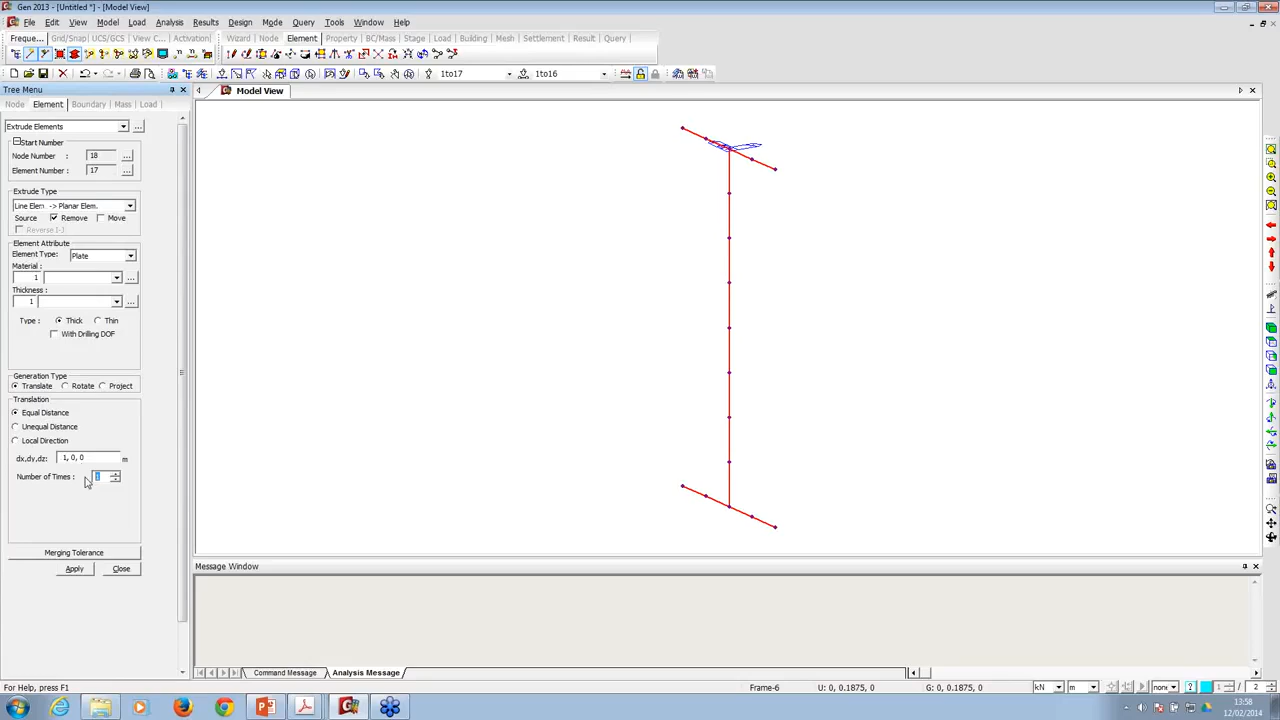 Gen 2013 - [Untitled *] - [Model View]
File Edit View Model Load Analysis Results Design Mode Query Tools Window Help
Freque... Grid/Snap UCS/GCS View C... Activation Wizard Node Element Property BC/Mass Stage Load Building Mesh Settlement Result Query
1to17 1to16
Tree Menu
Model View
Node Element Boundary Mass Load
Extrude Elements
Start Number
Node Number : 18
Element Number : 17
Extrude Type
Line Elem -> Planar Elem.
Source Remove Move
Reverse I-J
Element Attribute
Element Type: Plate
Material :
1
Thickness :
1
Type : Thick Thin
With Drilling DOF
Generation Type
Translate Rotate Project
Translation
Equal Distance
Unequal Distance
Local Direction
dx,dy,dz: 1, 0, 0 m
Number of Times : 1
Merging Tolerance
Apply Close
Message Window
Command Message Analysis Message
For Help, press F1
Frame-6 U: 0, 0.1875, 0 G: 0, 0.1875, 0 kN m none 1 / 2
13:58
12/02/2014